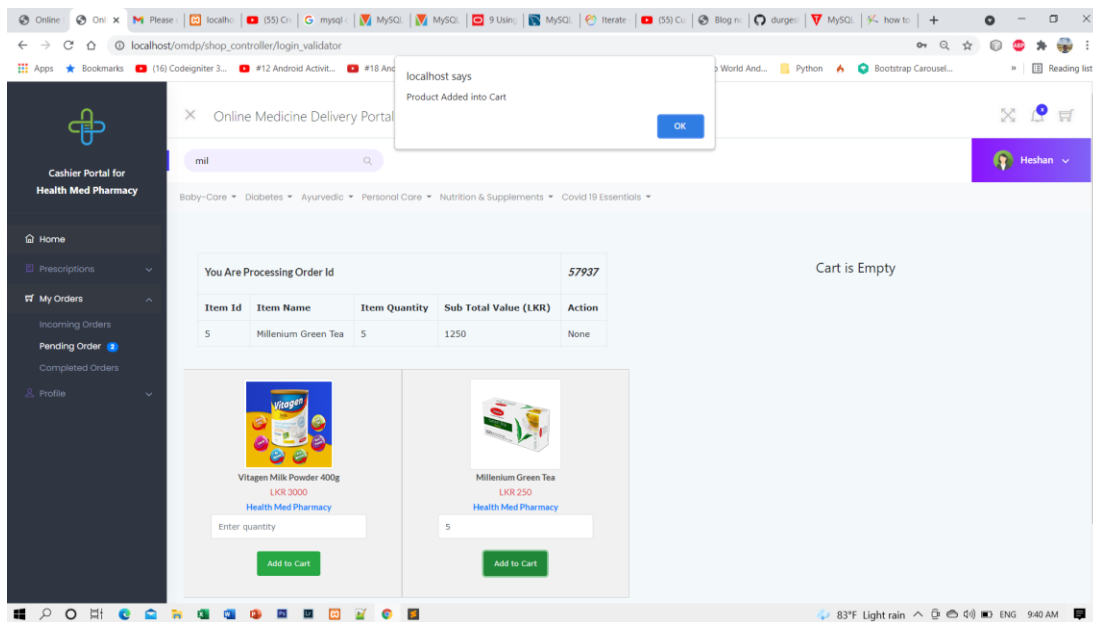 Online
Onl
Please
localho
(55) Cr
mysql
MySQL
MySQL
9 Using
MySQL
Iterate
(55) Cu
Blog n
durges
MySQL
how to
localhost/omdp/shop_controller/login_validator
Apps
Bookmarks
(16) Codeigniter 3...
#12 Android Activit...
#18 And
World And...
Python
Bootstrap Carousel...
»
Reading list
localhost says
Product Added into Cart
OK
Online Medicine Delivery Portal
mil
Heshan
Cashier Portal for
Health Med Pharmacy
Baby-Care Diabetes Ayurvedic Personal Care Nutrition & Supplements Covid 19 Essentials
Home
Prescriptions
My Orders
Incoming Orders
Pending Order 2
Completed Orders
Profile
You Are Processing Order Id 57937
Item Id Item Name Item Quantity Sub Total Value (LKR) Action
5 Millenium Green Tea 5 1250 None
Cart is Empty
Vitagen
Vitagen Milk Powder 400g
LKR 3000
Health Med Pharmacy
Enter quantity
Add to Cart
Millenium Green Tea
LKR 250
Health Med Pharmacy
5
Add to Cart
83°F Light rain
ENG
9:40 AM